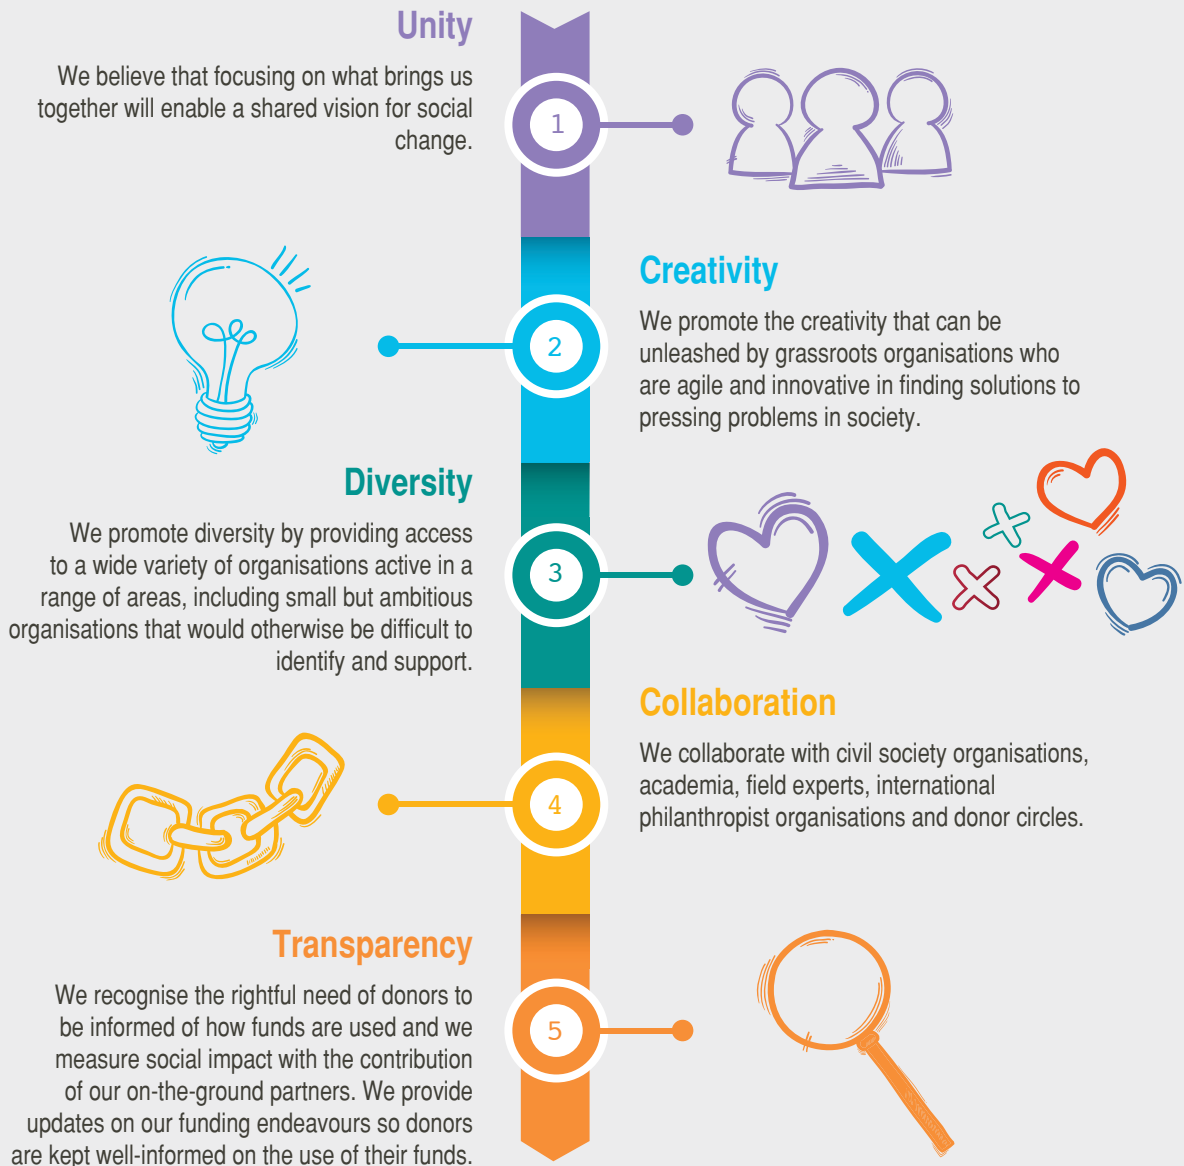 Unity
We believe that focusing on what brings us
together will enable a shared vision for social
change.
1
Creativity
We promote the creativity that can be
unleashed by grassroots organisations who
are agile and innovative in finding solutions to
pressing problems in society.
2
Diversity
We promote diversity by providing access
to a wide variety of organisations active in a
range of areas, including small but ambitious
organisations that would otherwise be difficult to
identify and support.
3
Collaboration
We collaborate with civil society organisations,
academia, field experts, international
philanthropist organisations and donor circles.
4
Transparency
We recognise the rightful need of donors to
be informed of how funds are used and we
measure social impact with the contribution
of our on-the-ground partners. We provide
updates on our funding endeavours so donors
are kept well-informed on the use of their funds.
5